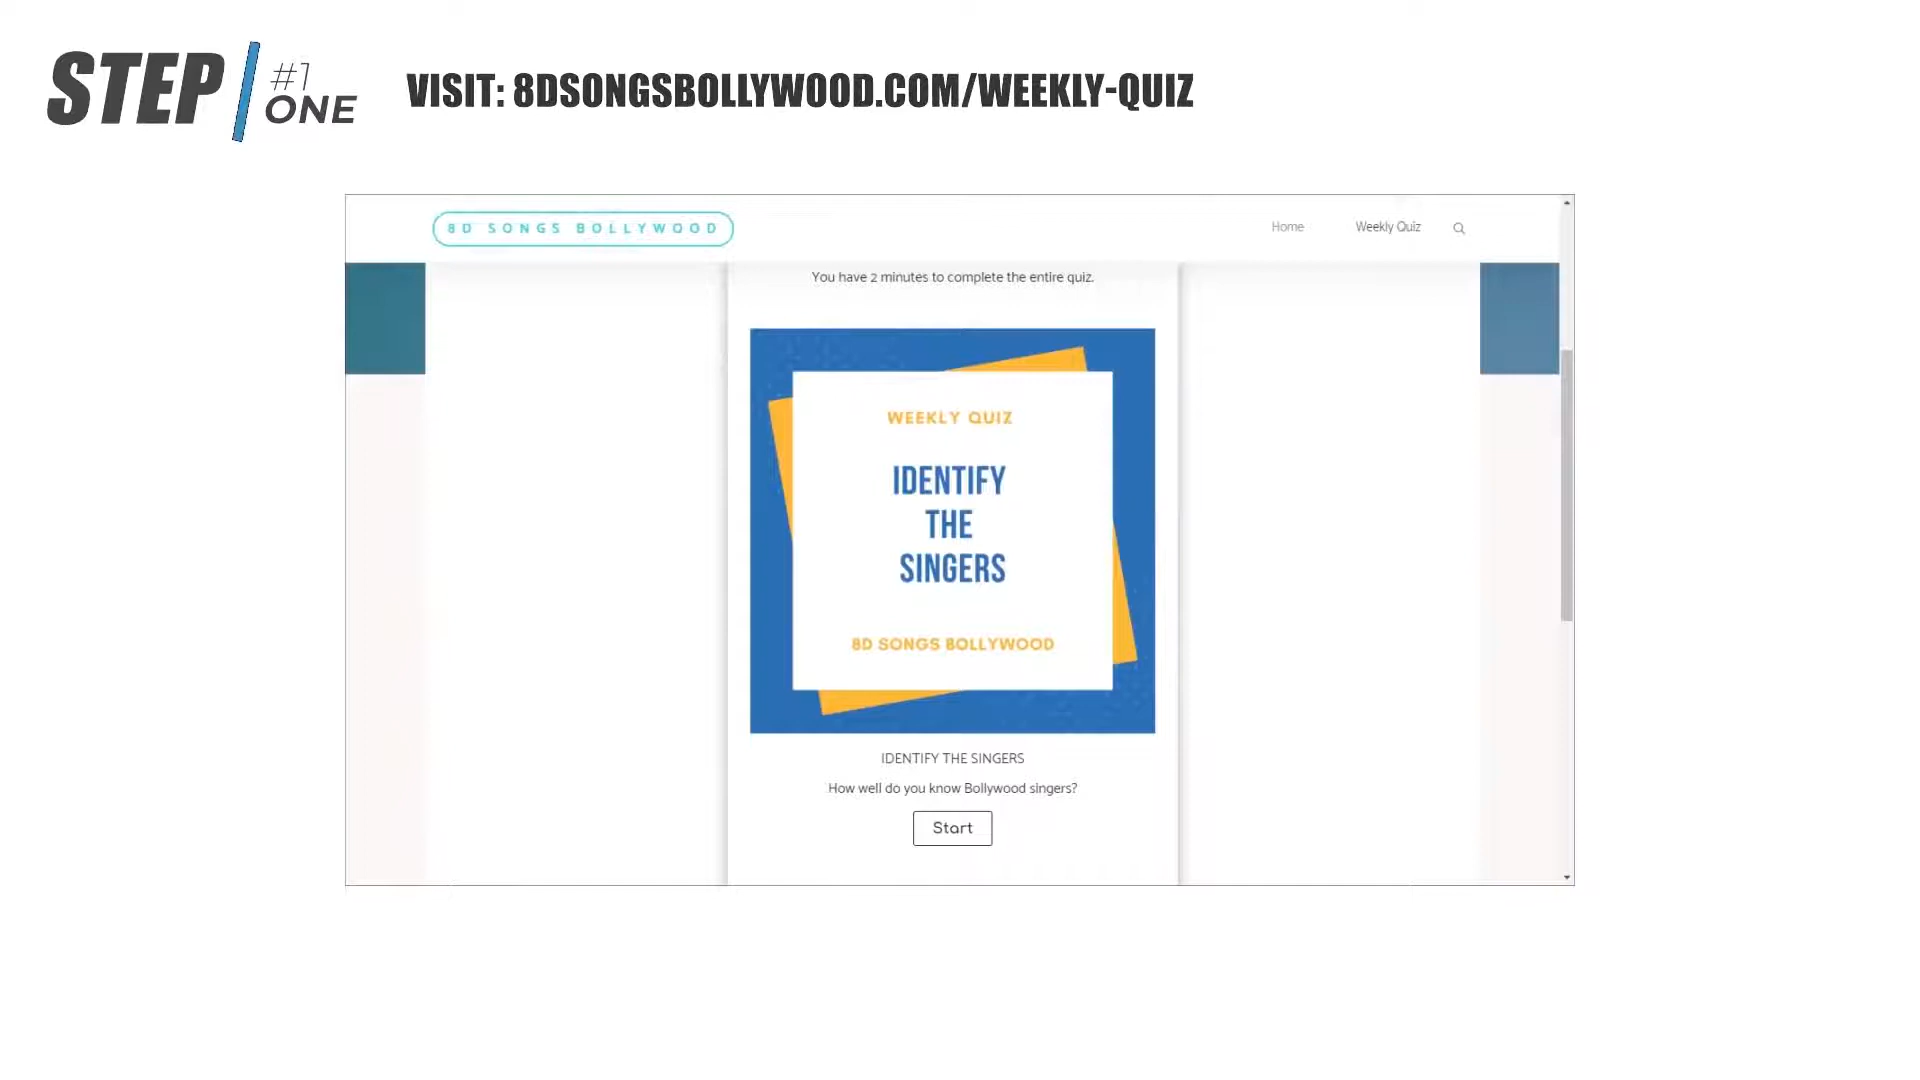 STEP #1 ONE
VISIT: 8DSONGSBOLLYWOOD.COM/WEEKLY-QUIZ
8D SONGS BOLLYWOOD
Home
Weekly Quiz
You have 2 minutes to complete the entire quiz.
WEEKLY QUIZ
IDENTIFY
THE
SINGERS
8D SONGS BOLLYWOOD
IDENTIFY THE SINGERS
How well do you know Bollywood singers?
Start